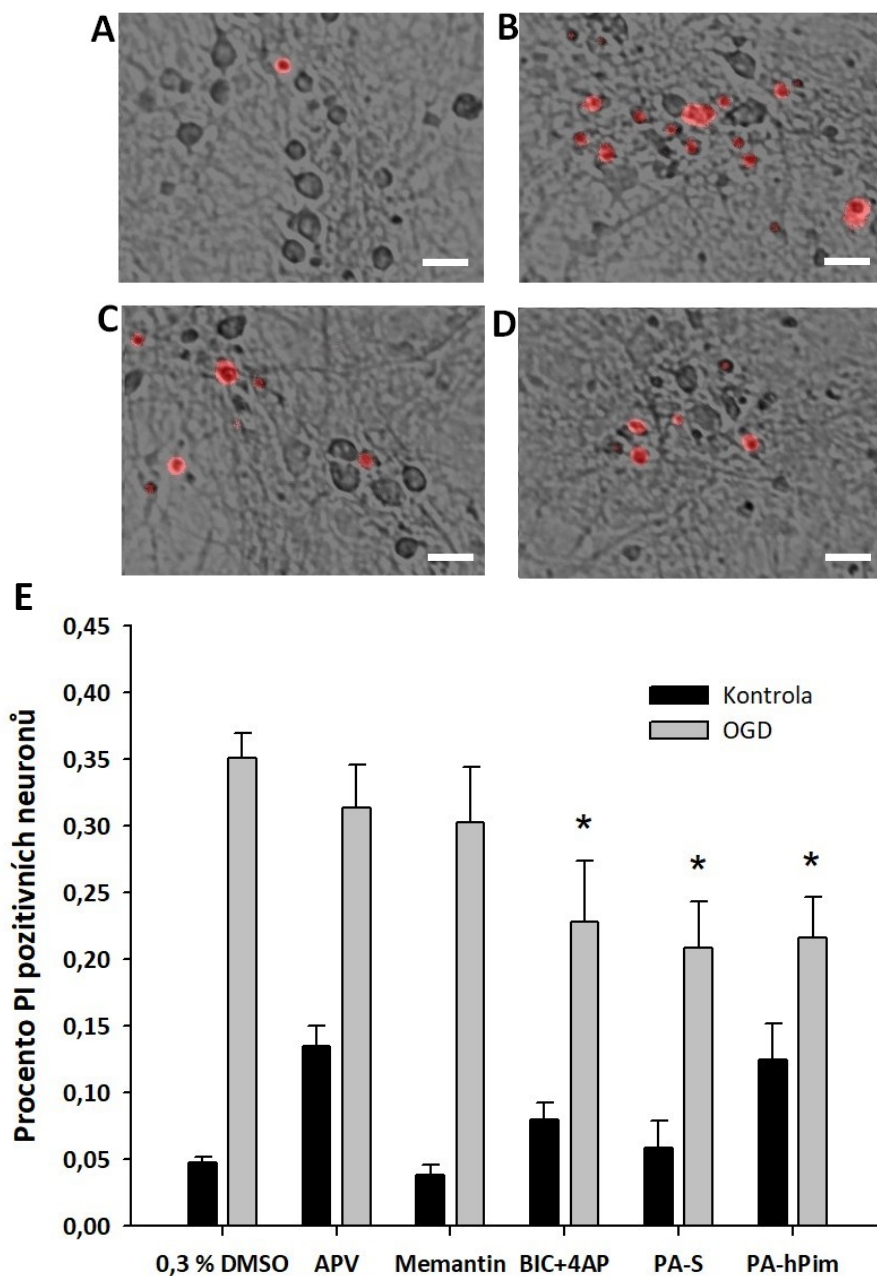 A
B
C
D
E
Procento PI pozitivních neuronů
0,45
0,40
0,35
0,30
0,25
0,20
0,15
0,10
0,05
0,00
Kontrola
OGD
*
*
*
0,3 % DMSO
APV
Memantin
BIC+4AP
PA-S
PA-hPim